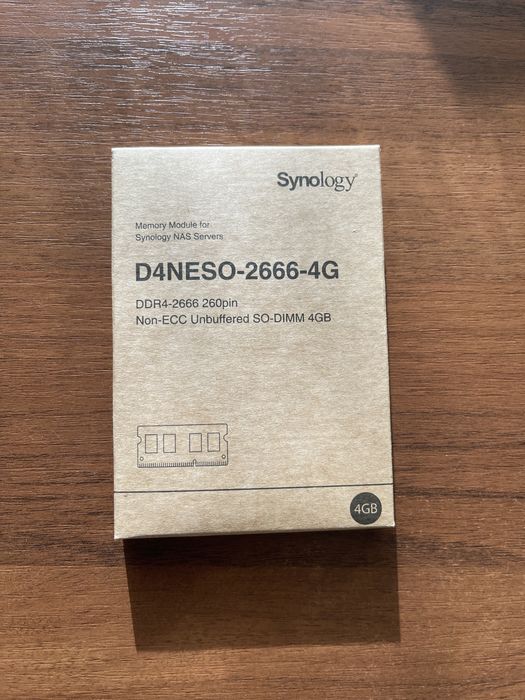 Synology®
Memory Module for
Synology NAS Servers
D4NESO-2666-4G
DDR4-2666 260pin
Non-ECC Unbuffered SO-DIMM 4GB
4GB